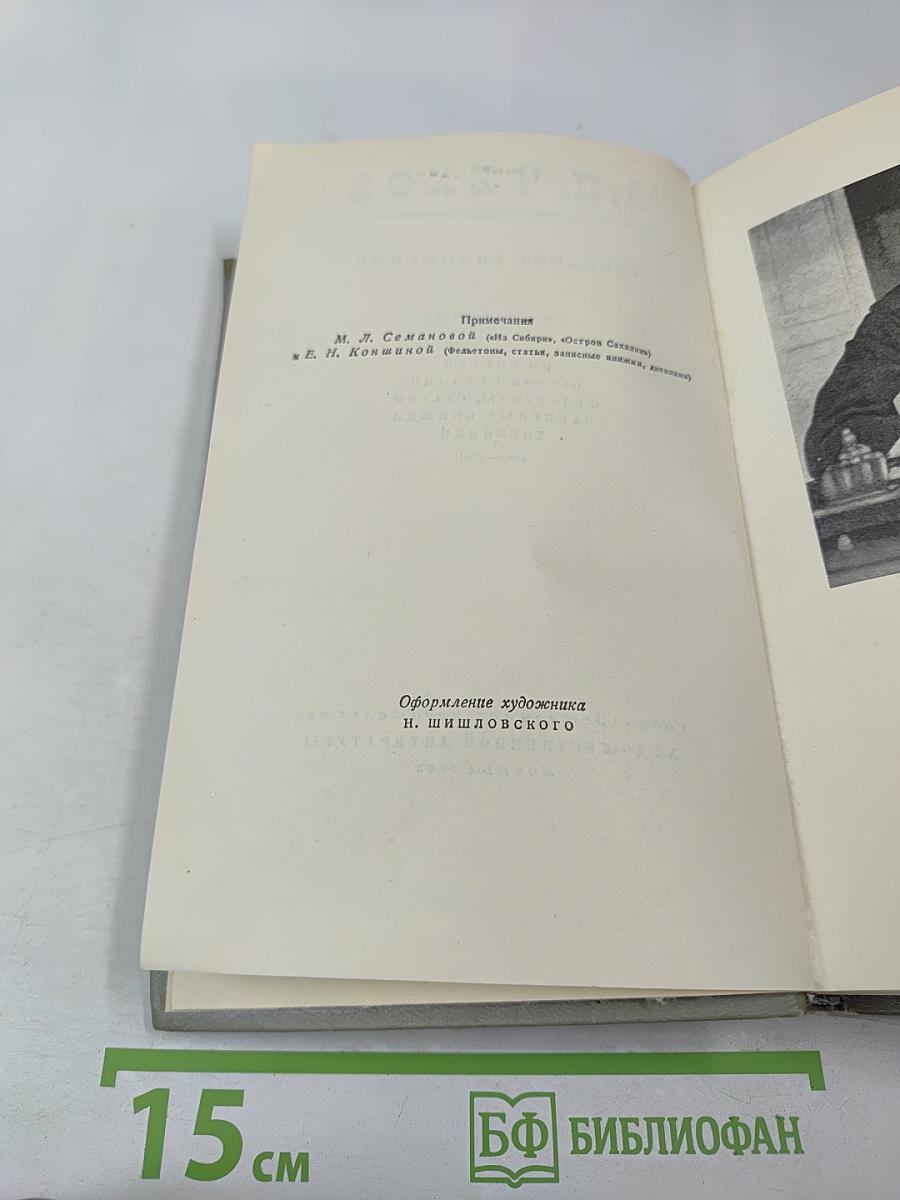 Примечания
М. Л. Семановой («Из Сибири», «Остров Сахалин»)
и Е. Н. Коншиной (Фельетоны, статьи, записные книжки, дневники)
Оформление художника
Н. ШИШЛОВСКОГО
15 см
БФ БИБЛИОФАН